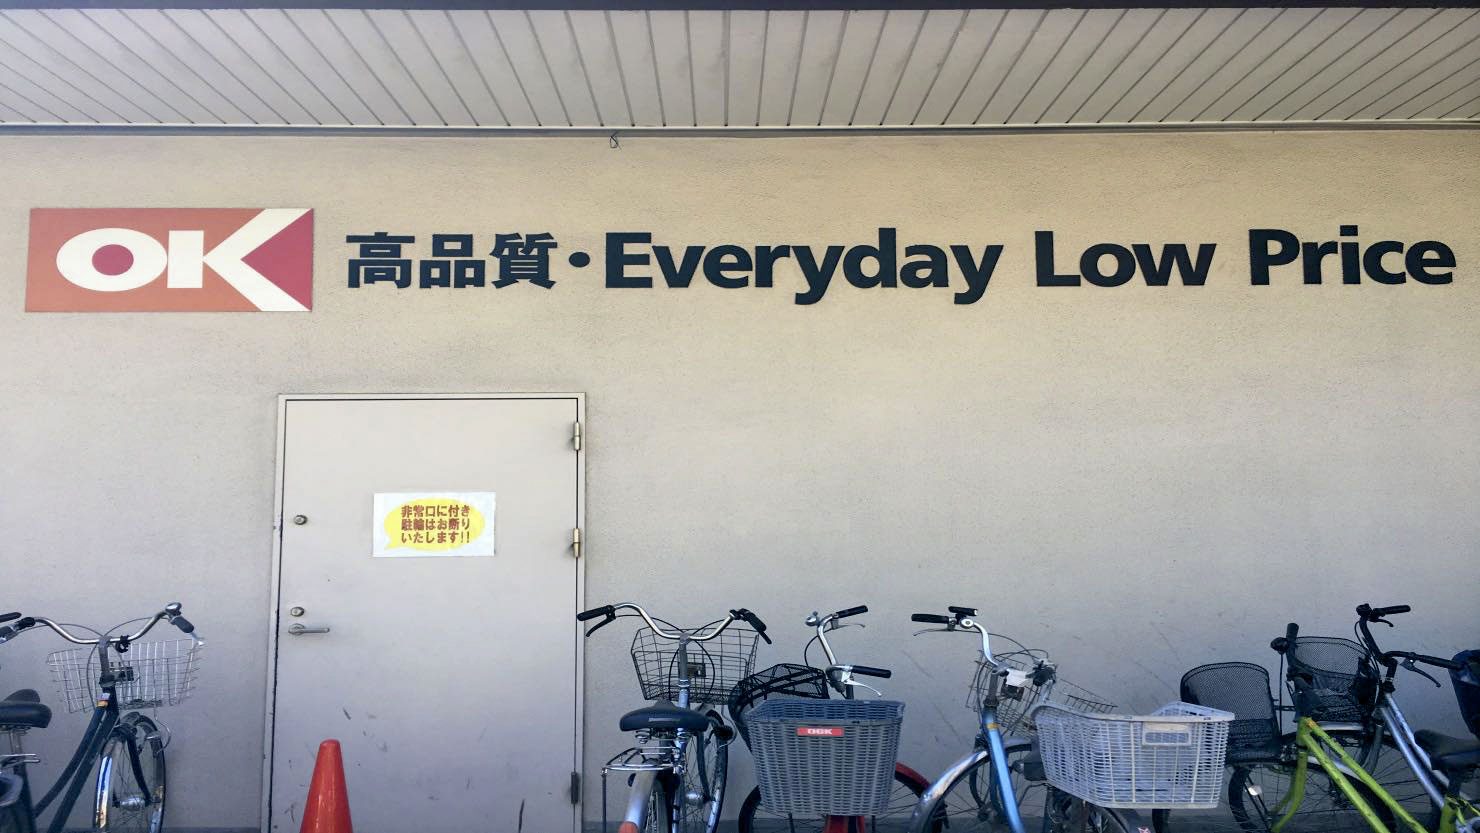 OK 高品質・Everyday Low Price
非常口に付き
駐輪はお断り
いたします!!
OGK